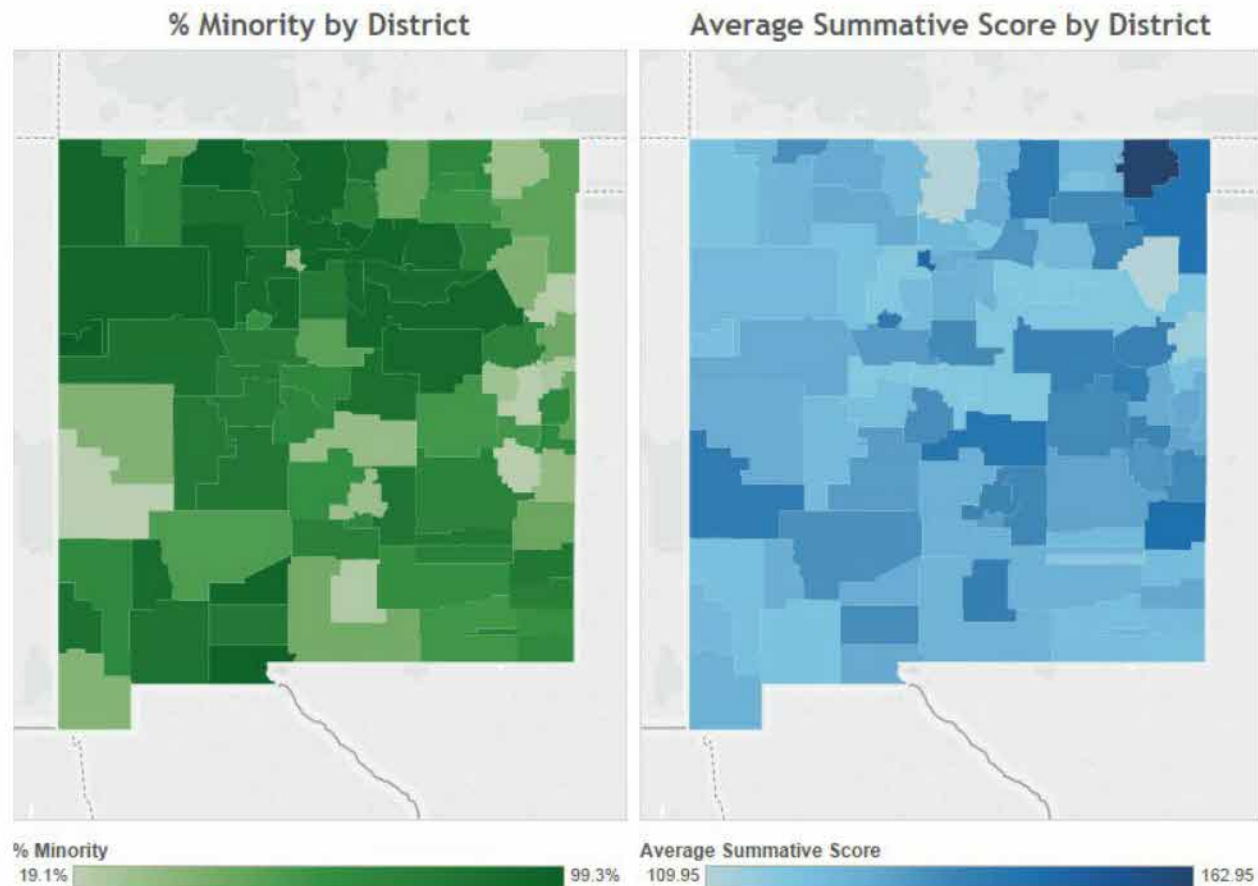 % Minority by District
Average Summative Score by District
% Minority
19.1%
99.3%
Average Summative Score
109.95
162.95